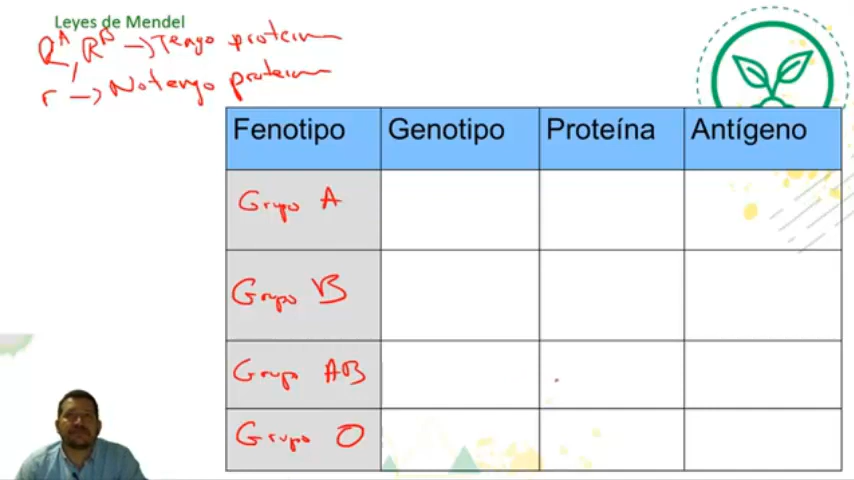 Leyes de Mendel
R^A, R^B → Tengo proteína
r → No tengo proteína
Fenotipo Genotipo Proteína Antígeno
Grupo A
Grupo B
Grupo AB
Grupo O